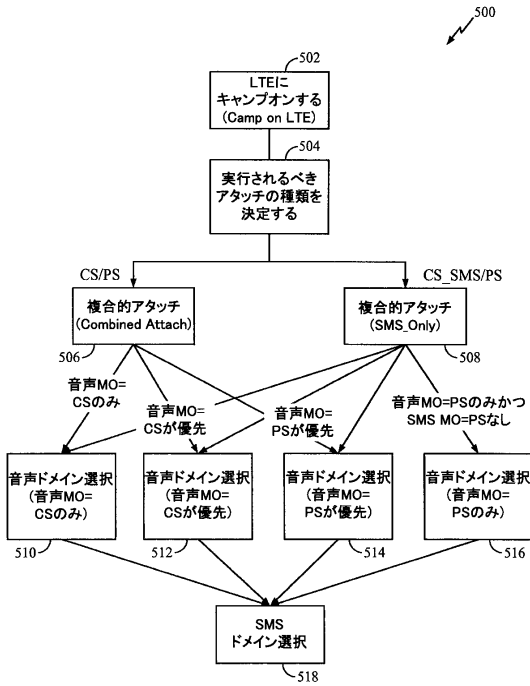 500
502
LTEに
キャンプオンする
(Camp on LTE)
504
実行されるべき
アタッチの種類を
決定する
CS/PS
CS_SMS/PS
複合的アタッチ
(Combined Attach)
506
複合的アタッチ
(SMS_Only)
508
音声MO=
CSのみ
音声MO=
CSが優先
音声MO=
PSが優先
音声MO=PSのみかつ
SMS MO=PSなし
音声ドメイン選択
(音声MO=
CSのみ)
510
音声ドメイン選択
(音声MO=
CSが優先)
512
音声ドメイン選択
(音声MO=
PSが優先)
514
音声ドメイン選択
(音声MO=
PSのみ)
516
SMS
ドメイン選択
518